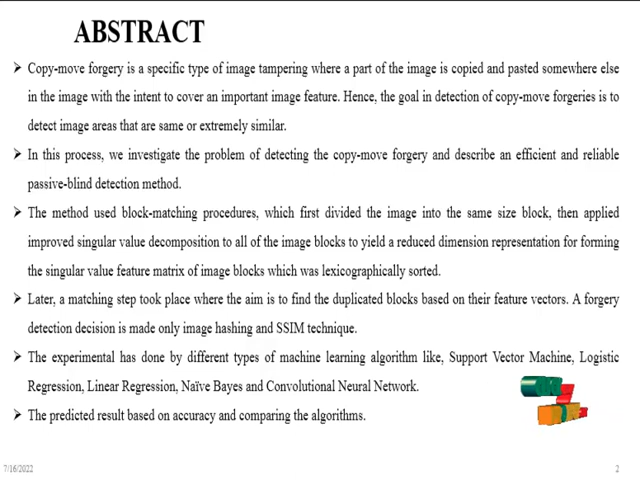 ABSTRACT
➢ Copy-move forgery is a specific type of image tampering where a part of the image is copied and pasted somewhere else
in the image with the intent to cover an important image feature. Hence, the goal in detection of copy-move forgeries is to
detect image areas that are same or extremely similar.
➢ In this process, we investigate the problem of detecting the copy-move forgery and describe an efficient and reliable
passive-blind detection method.
➢ The method used block-matching procedures, which first divided the image into the same size block, then applied
improved singular value decomposition to all of the image blocks to yield a reduced dimension representation for forming
the singular value feature matrix of image blocks which was lexicographically sorted.
➢ Later, a matching step took place where the aim is to find the duplicated blocks based on their feature vectors. A forgery
detection decision is made only image hashing and SSIM technique.
➢ The experimental has done by different types of machine learning algorithm like, Support Vector Machine, Logistic
Regression, Linear Regression, Naïve Bayes and Convolutional Neural Network.
➢ The predicted result based on accuracy and comparing the algorithms.
7/16/2022
2